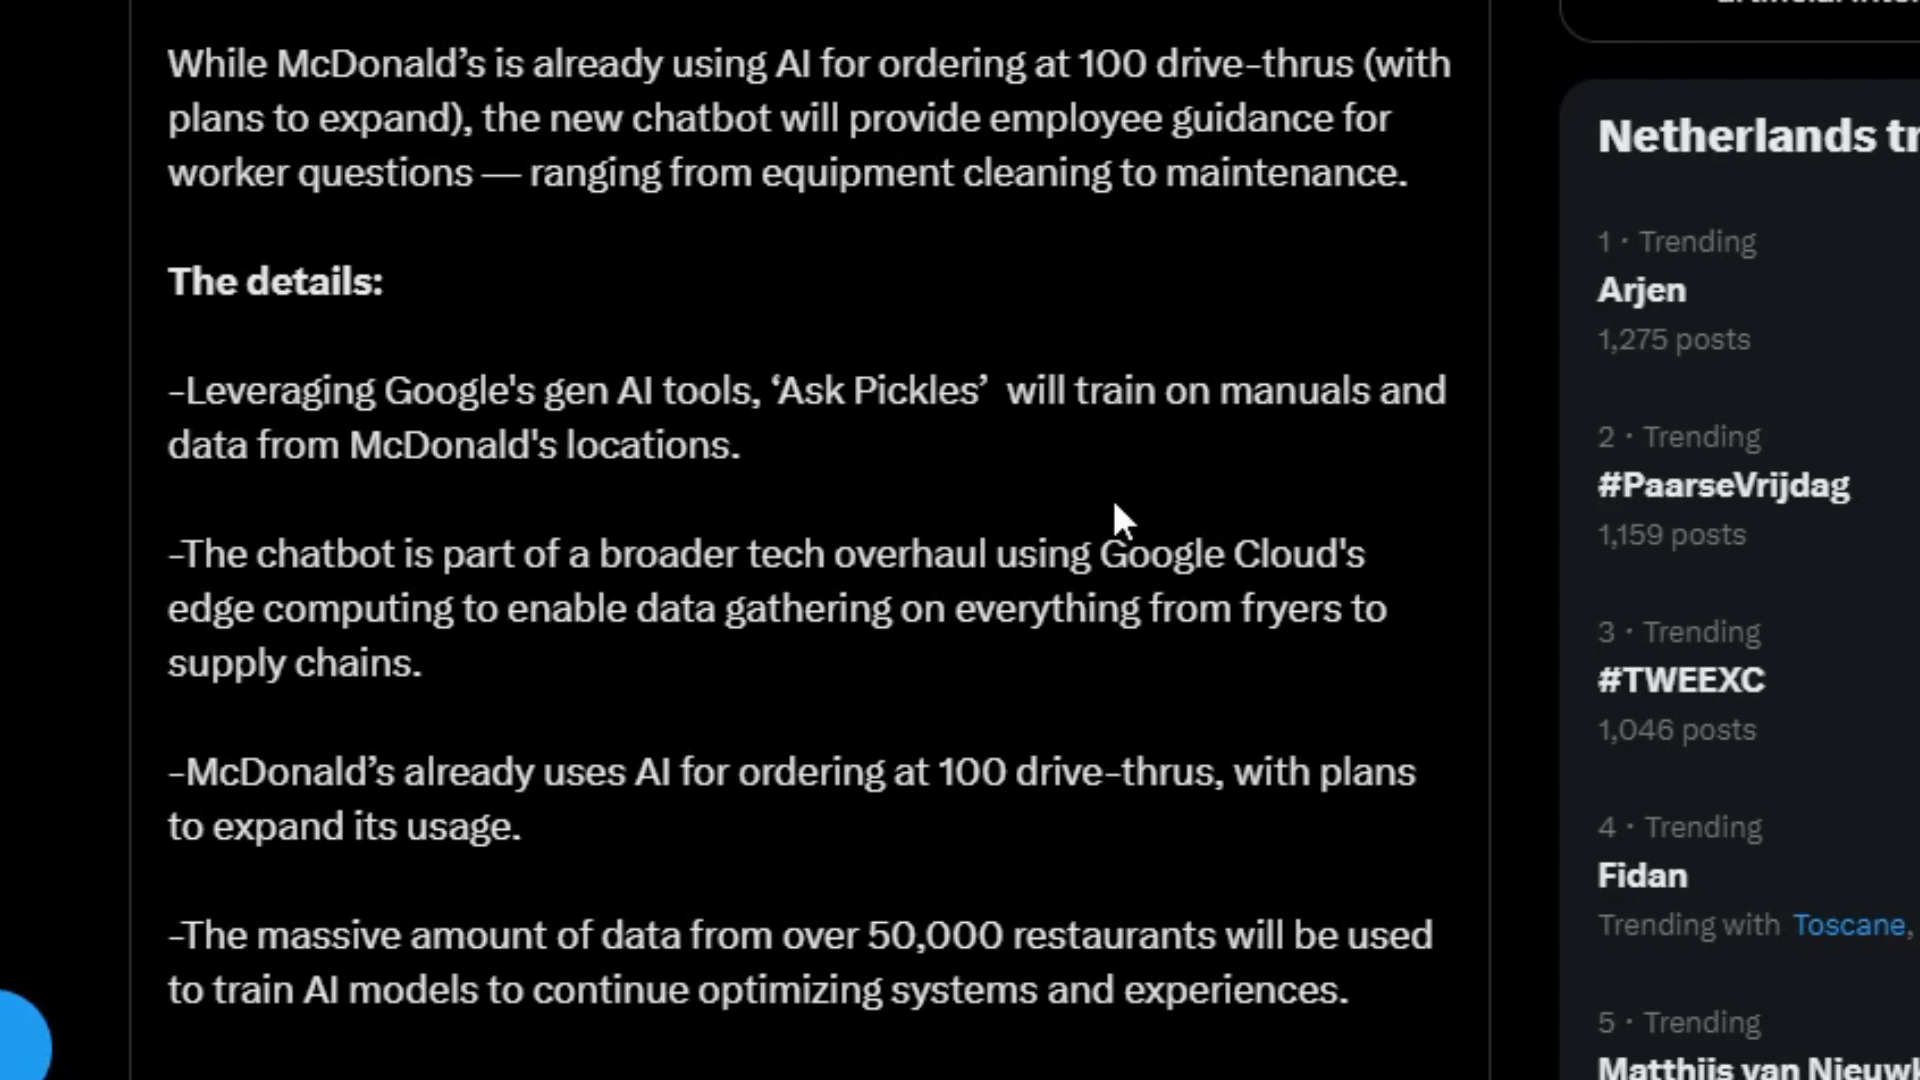 While McDonald’s is already using AI for ordering at 100 drive-thrus (with
plans to expand), the new chatbot will provide employee guidance for
worker questions — ranging from equipment cleaning to maintenance.
The details:
-Leveraging Google's gen AI tools, ‘Ask Pickles’  will train on manuals and
data from McDonald's locations.
-The chatbot is part of a broader tech overhaul using Google Cloud's
edge computing to enable data gathering on everything from fryers to
supply chains.
-McDonald’s already uses AI for ordering at 100 drive-thrus, with plans
to expand its usage.
-The massive amount of data from over 50,000 restaurants will be used
to train AI models to continue optimizing systems and experiences.
Netherlands
1 · Trending
Arjen
1,275 posts
2 · Trending
#PaarseVrijdag
1,159 posts
3 · Trending
#TWEEXC
1,046 posts
4 · Trending
Fidan
Trending with Toscane,
5 · Trending
Matthijs van